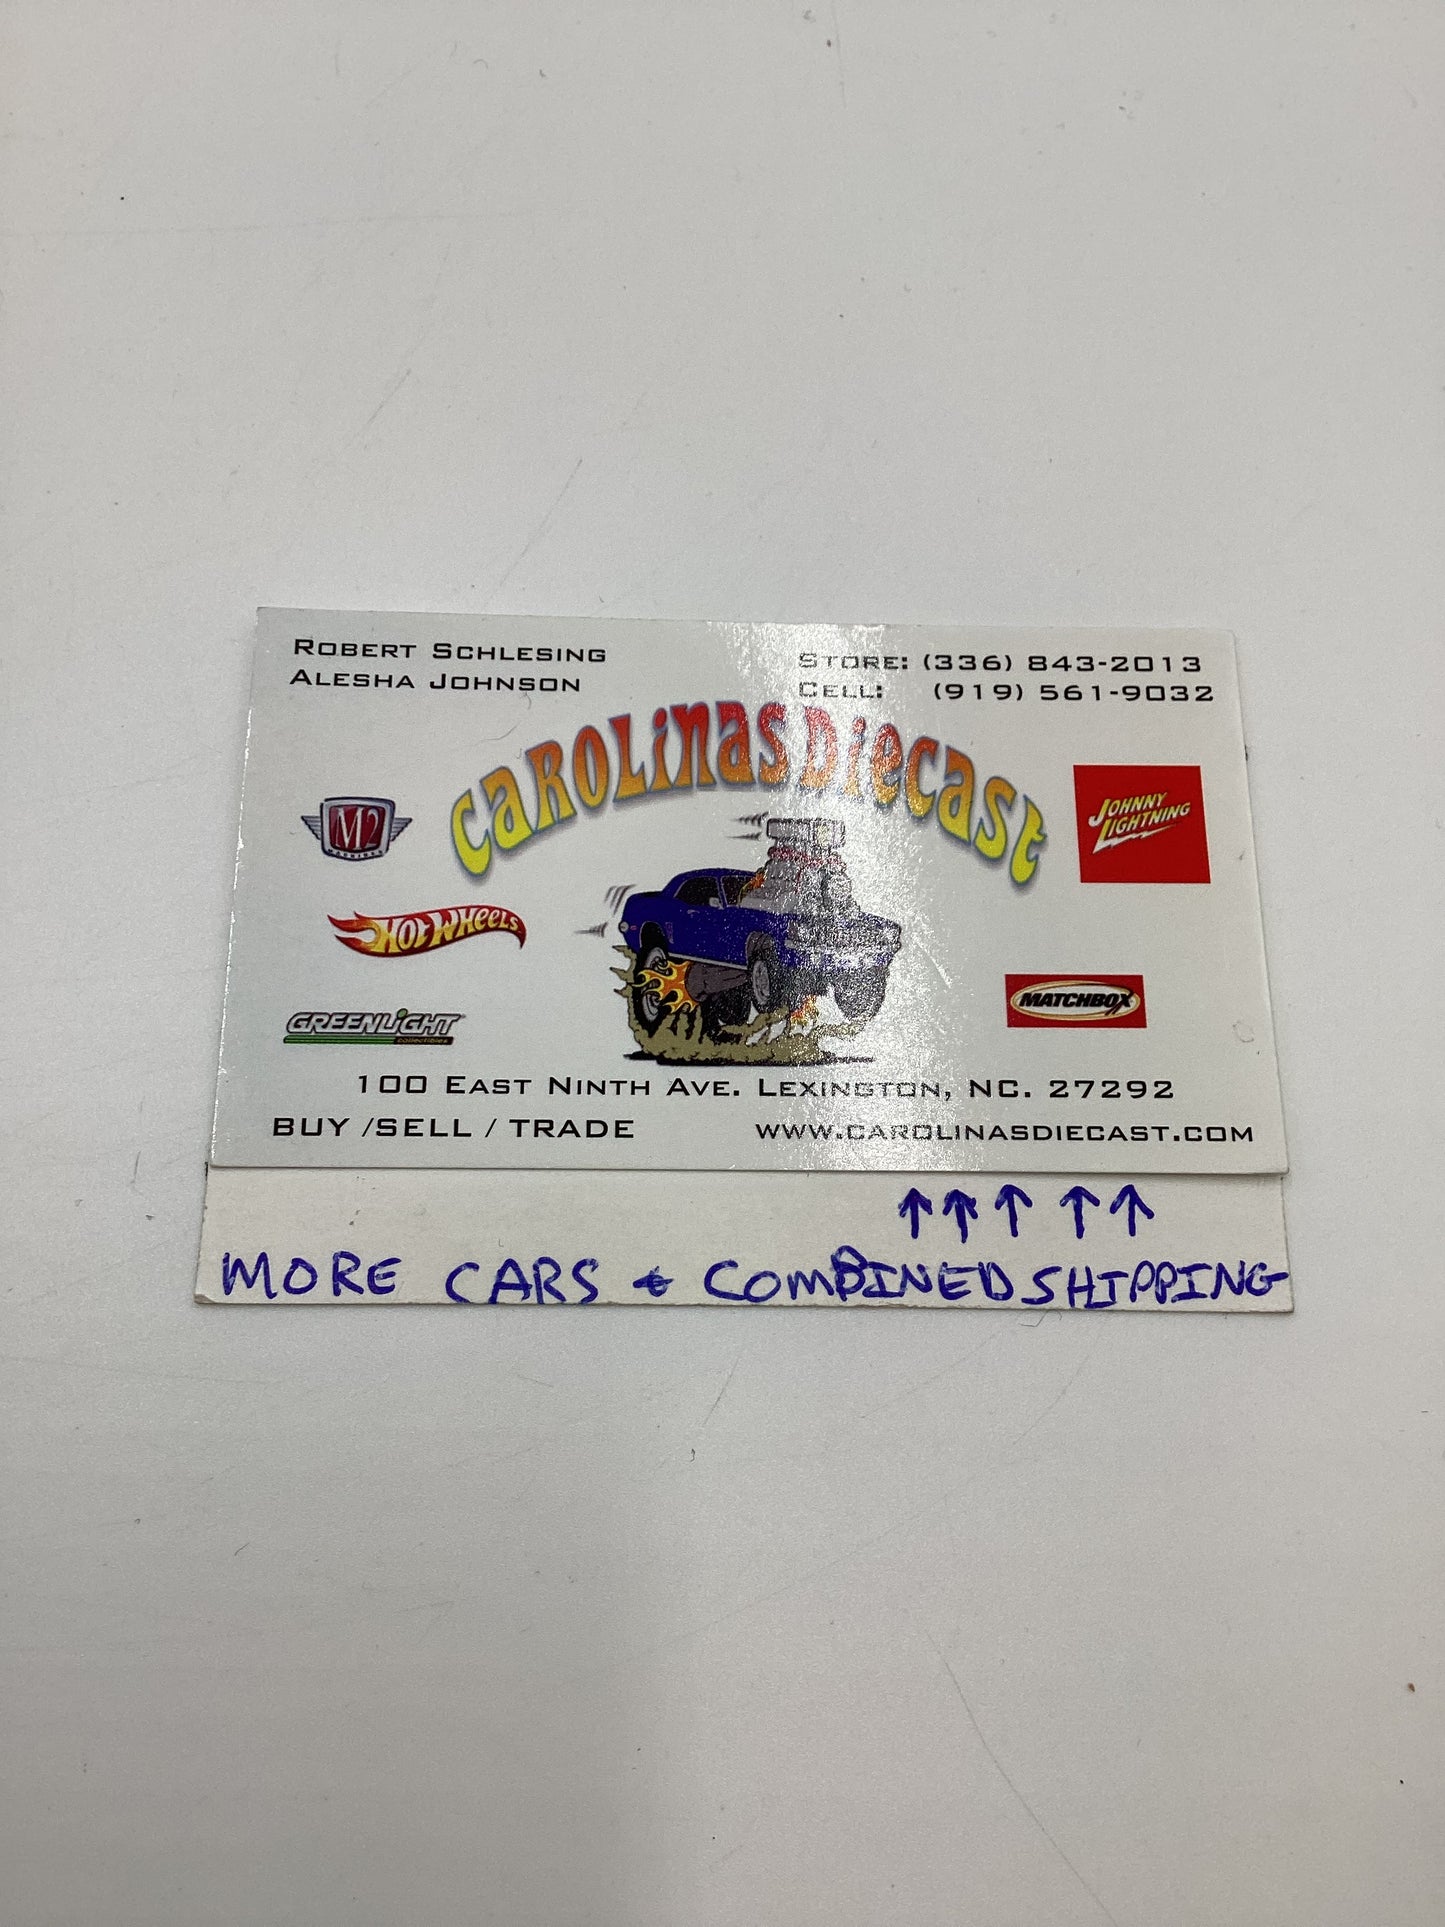 ROBERT SCHLESING
ALESHA JOHNSON
STORE: (336) 843-2013
CELL: (919) 561-9032
CAROLINAS DIECAST
M2
MACHINES
JOHNNY
LIGHTNING
HOT WHEELS
MATCHBOX
GREENLIGHT
collectibles
100 EAST NINTH AVE. LEXINGTON, NC. 27292
BUY /SELL / TRADE
WWW.CAROLINASDIECAST.COM
↑ ↑ ↑ ↑ ↑
MORE CARS & COMBINED SHIPPING